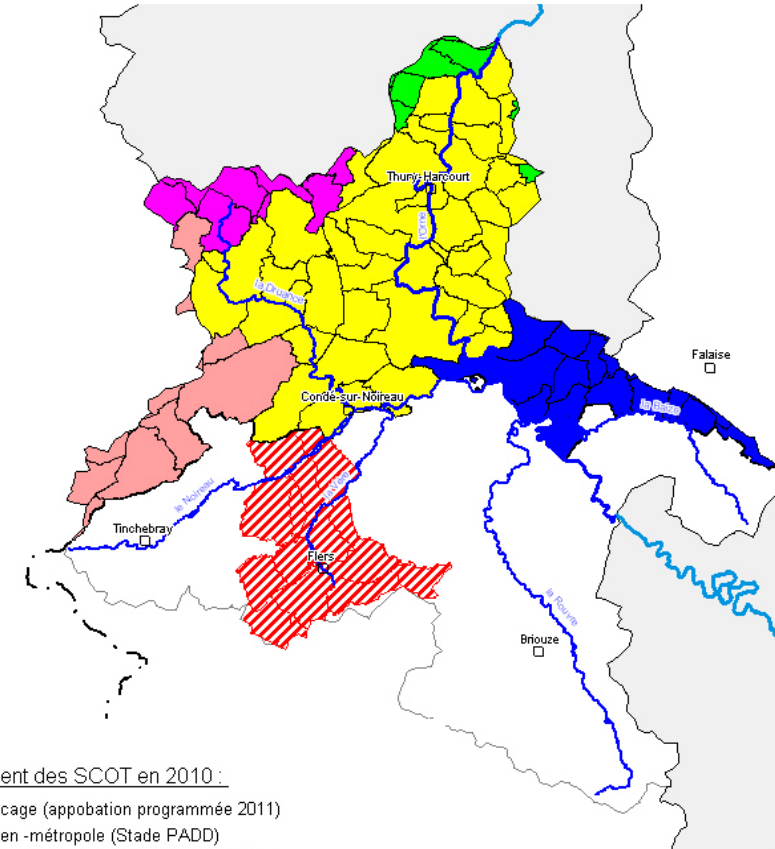 Thury-Harcourt
l'Orne
la Druance
Falaise
Condé-sur-Noireau
la Baize
le Noireau
la Vère
Tinchebray
Flers
la Rouvre
Briouze
ent des SCOT en 2010 :
cage (appobation programmée 2011)
en -métropole (Stade PADD)